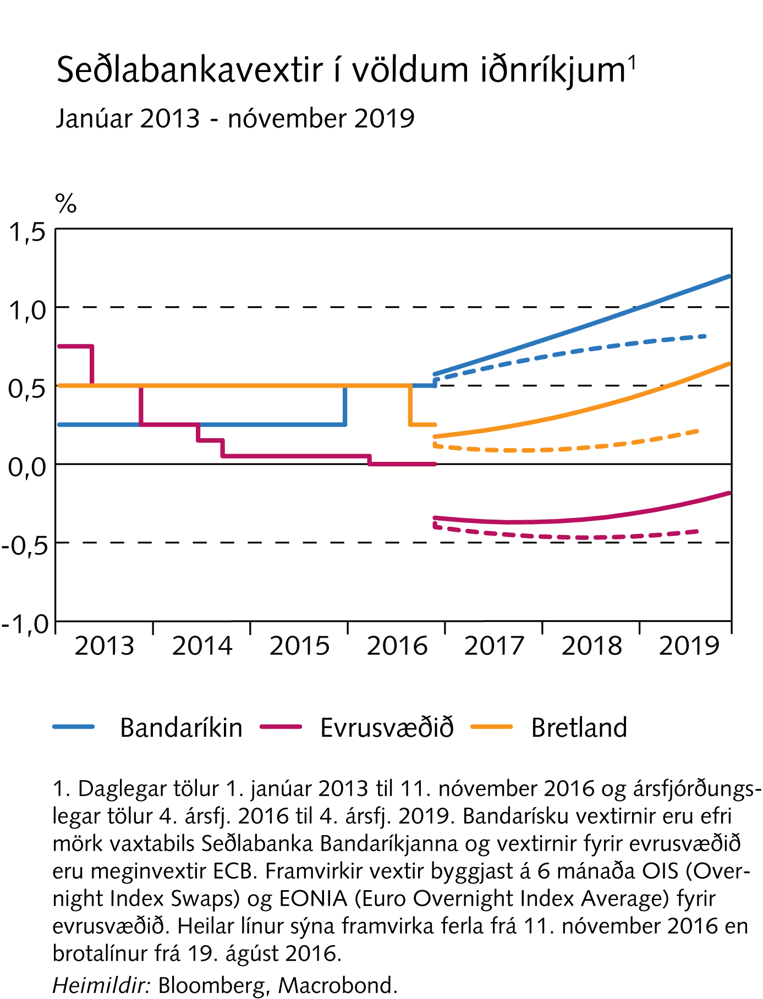 Seðlabankavextir í völdum iðnríkjum¹
Janúar 2013 - nóvember 2019
%
1,5
1,0
0,5
0,0
-0,5
-1,0
2013 2014 2015 2016 2017 2018 2019
Bandaríkin Evrusvæðið Bretland
1. Daglegar tölur 1. janúar 2013 til 11. nóvember 2016 og ársfjórðungs-
legar tölur 4. ársfj. 2016 til 4. ársfj. 2019. Bandarísku vextirnir eru efri
mörk vaxtabils Seðlabanka Bandaríkjanna og vextirnir fyrir evrusvæðið
eru meginvextir ECB. Framvirkir vextir byggjast á 6 mánaða OIS (Over-
night Index Swaps) og EONIA (Euro Overnight Index Average) fyrir
evrusvæðið. Heilar línur sýna framvirka ferla frá 11. nóvember 2016 en
brotalínur frá 19. ágúst 2016.
Heimildir: Bloomberg, Macrobond.